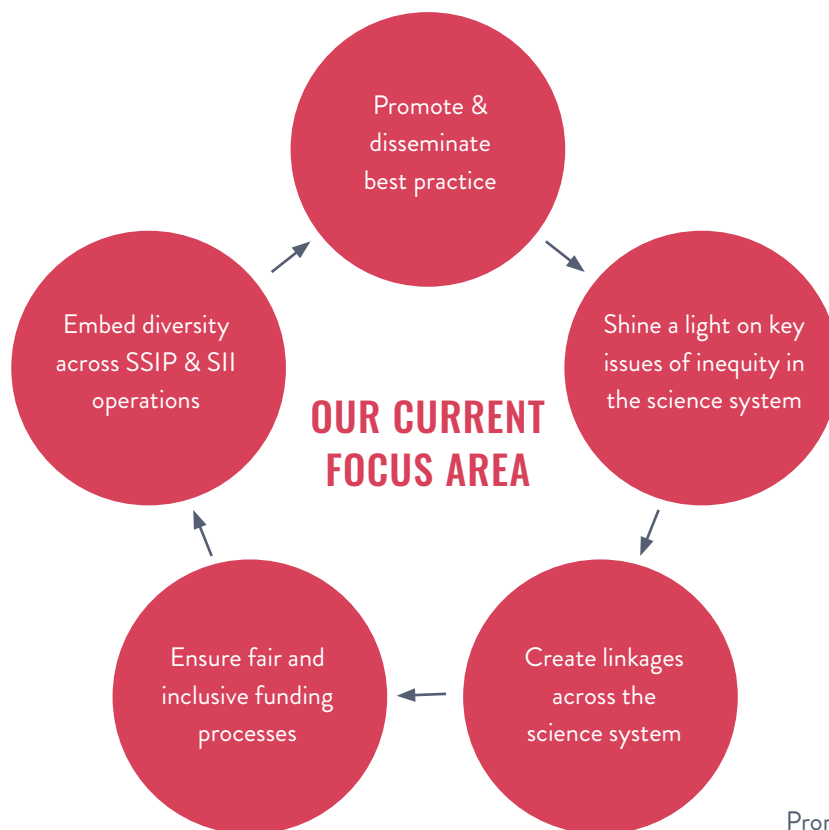 Promote &
disseminate
best practice
Shine a light on key
issues of inequity in
the science system
Create linkages
across the
science system
Ensure fair and
inclusive funding
processes
Embed diversity
across SSIP & SII
operations
OUR CURRENT
FOCUS AREA